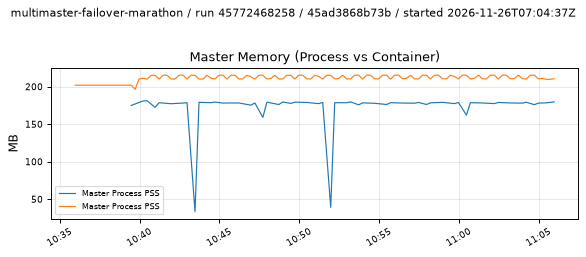 multimaster-failover-marathon / run 45772468258 / 45ad3868b73b / started 2026-11-26T07:04:37Z
Master Memory (Process vs Container)
MB
200
150
100
50
Master Process PSS
Master Process PSS
10:35
10:40
10:45
10:50
10:55
11:00
11:05